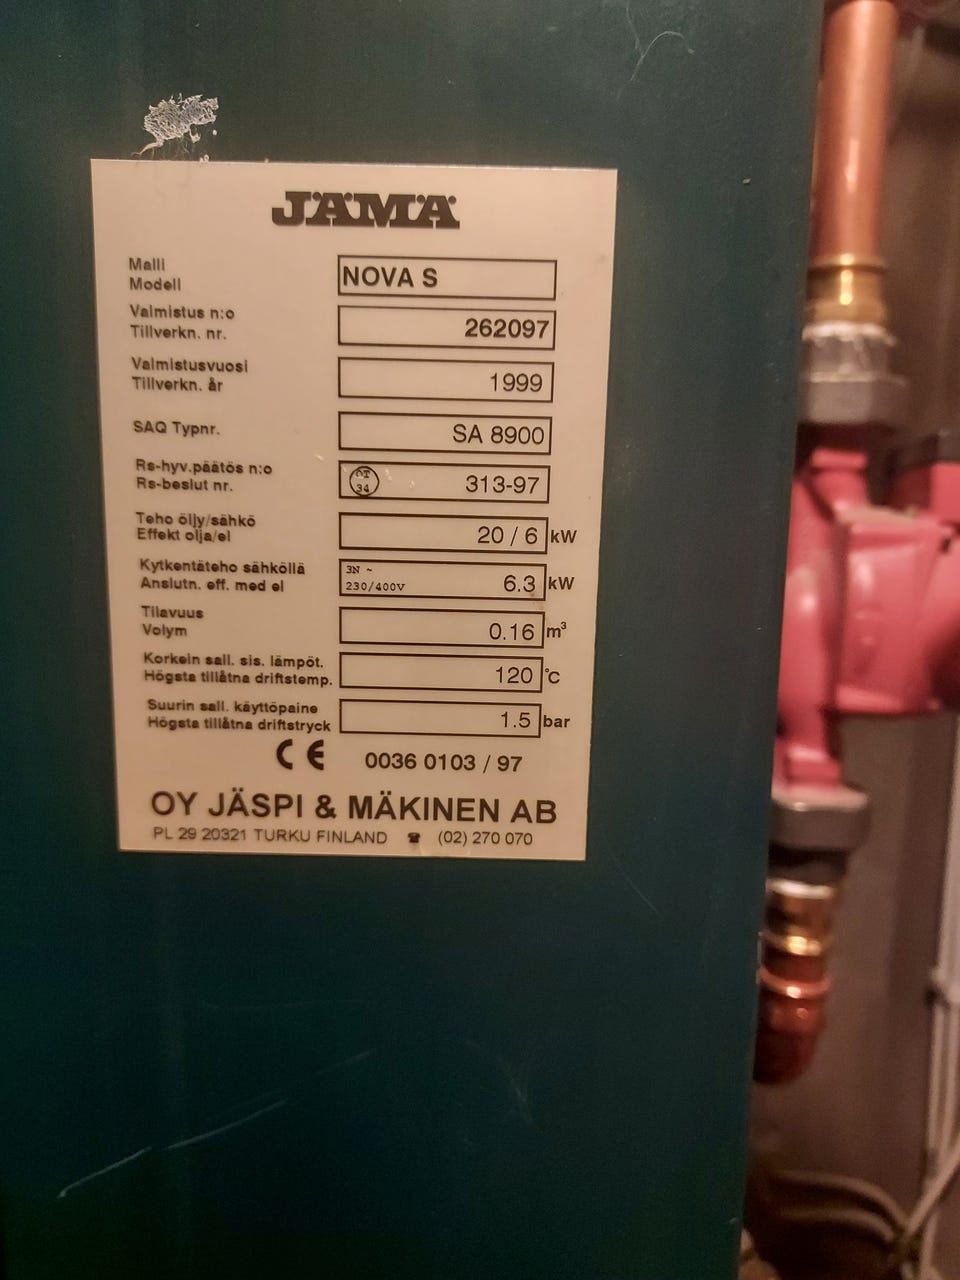 JÄMÄ
Malli
Modell
NOVA S
Valmistus n:o
Tillverkn. nr.
262097
Valmistusvuosi
Tillverkn. år
1999
SAQ Typnr.
SA 8900
Rs-hyv.päätös n:o
Rs-beslut nr.
34
313-97
Teho öljy/sähkö
Effekt olja/el
20 / 6 kW
Kytkentäteho sähköllä
Anslutn. eff. med el
3N ~
230/400V
6.3 kW
Tilavuus
Volym
0.16 m³
Korkein sall. sis. lämpöt.
Högsta tillåtna driftstemp.
120 °C
Suurin sall. käyttöpaine
Högsta tillåtna driftstryck
1.5 bar
CE 0036 0103 / 97
OY JÄSPI & MÄKINEN AB
PL 29 20321 TURKU FINLAND ☎ (02) 270 070